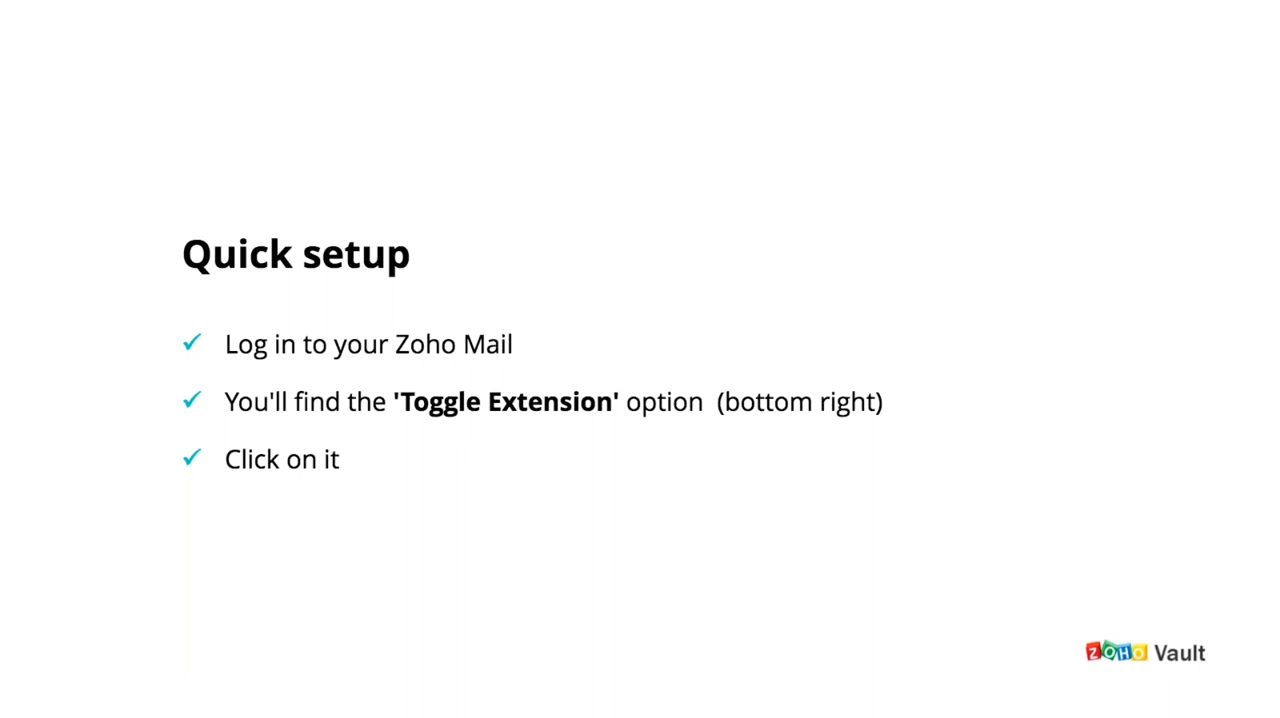 Quick setup
✓ Log in to your Zoho Mail
✓ You'll find the 'Toggle Extension' option (bottom right)
✓ Click on it
ZOHO Vault